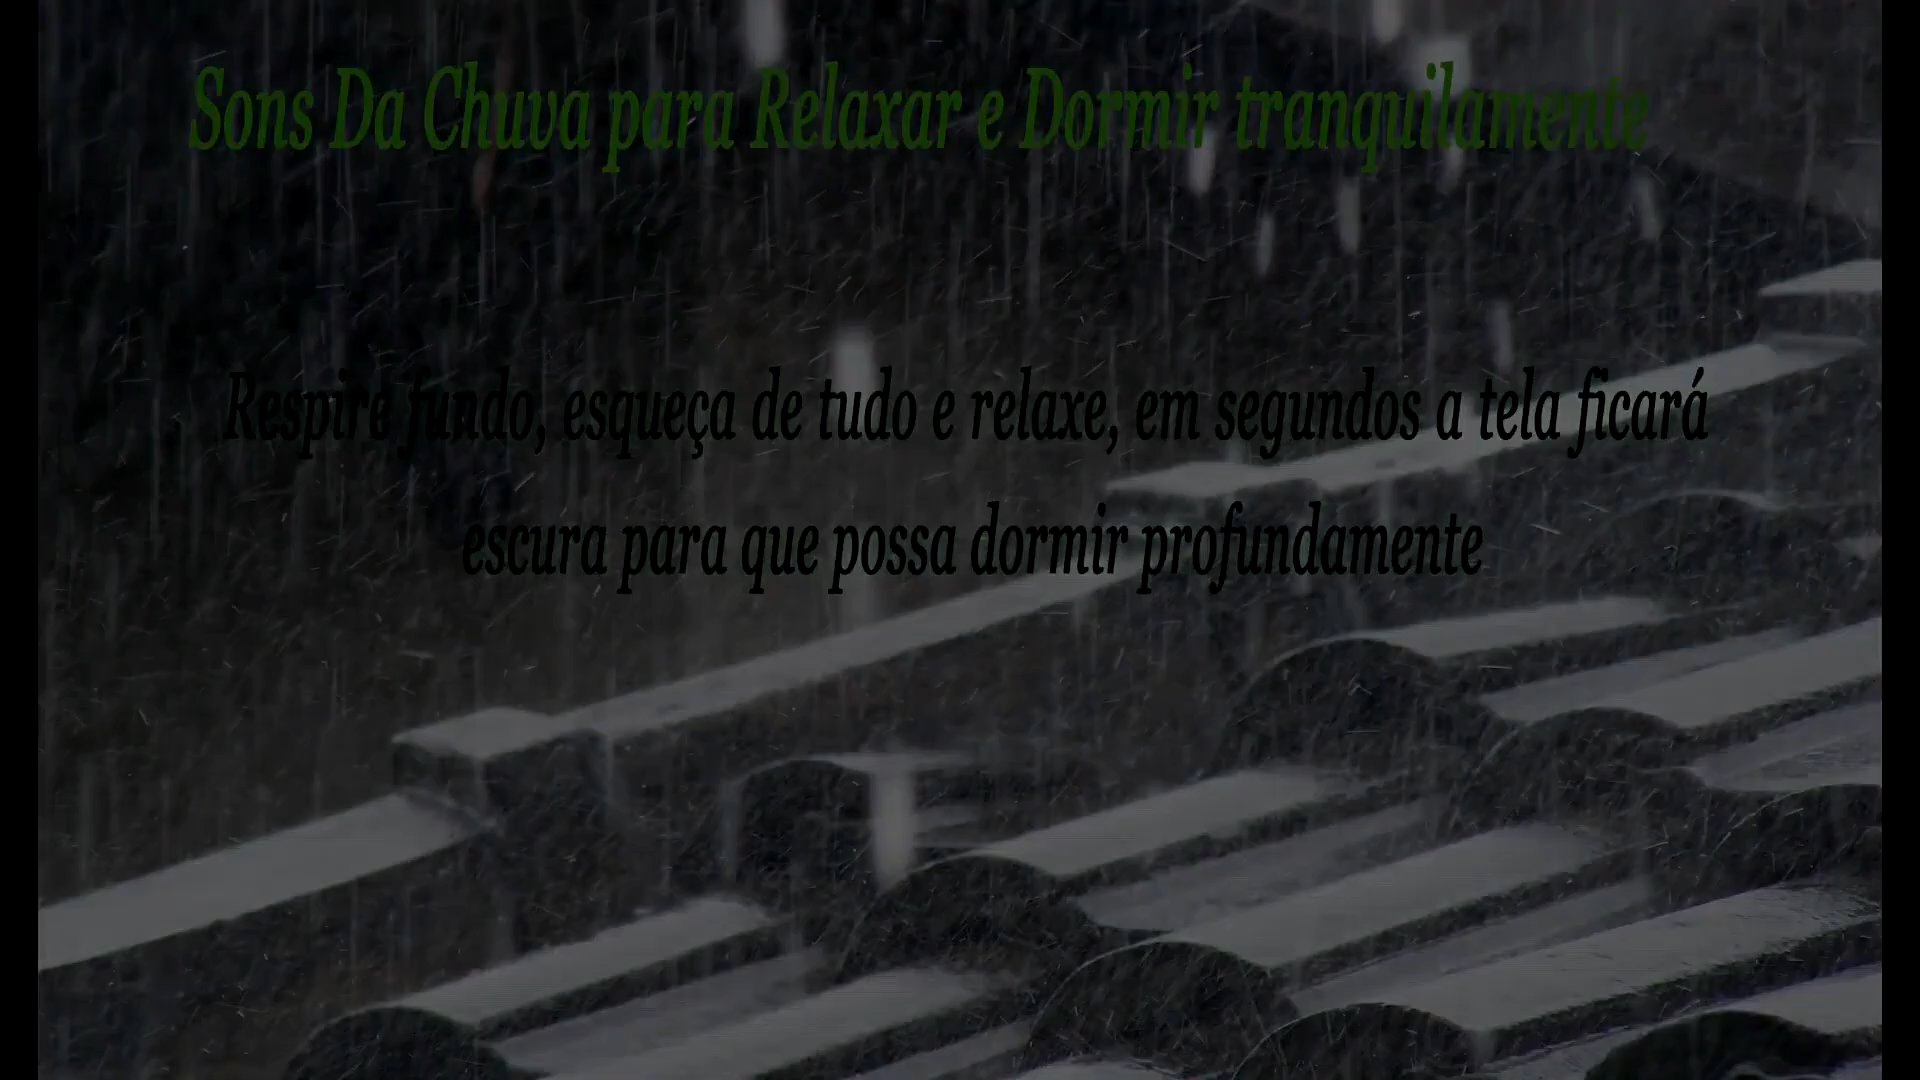 Sons Da Chuva para Relaxar e Dormir tranquilamente
Respire fundo, esqueça de tudo e relaxe, em segundos a tela ficará
escura para que possa dormir profundamente